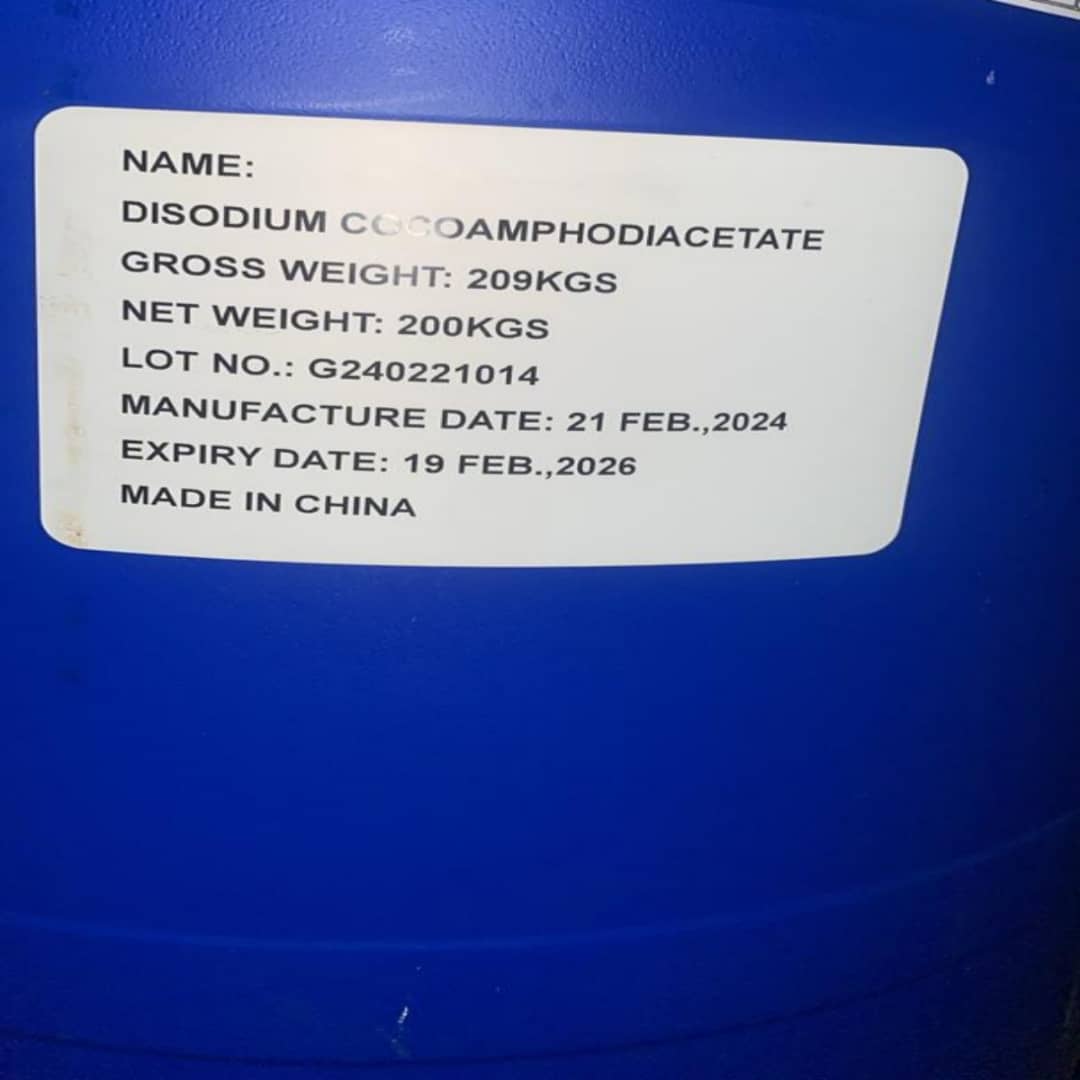 NAME:
DISODIUM COCOAMPHODIACETATE
GROSS WEIGHT: 209KGS
NET WEIGHT: 200KGS
LOT NO.: G240221014
MANUFACTURE DATE: 21 FEB.,2024
EXPIRY DATE: 19 FEB.,2026
MADE IN CHINA